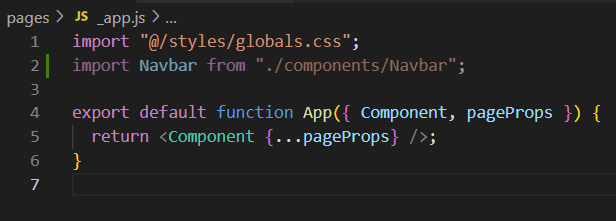 pages > JS _app.js > ...
1 import "@/styles/globals.css";
2 import Navbar from "./components/Navbar";
3
4 export default function App({ Component, pageProps }) {
5   return <Component {...pageProps} />;
6 }
7